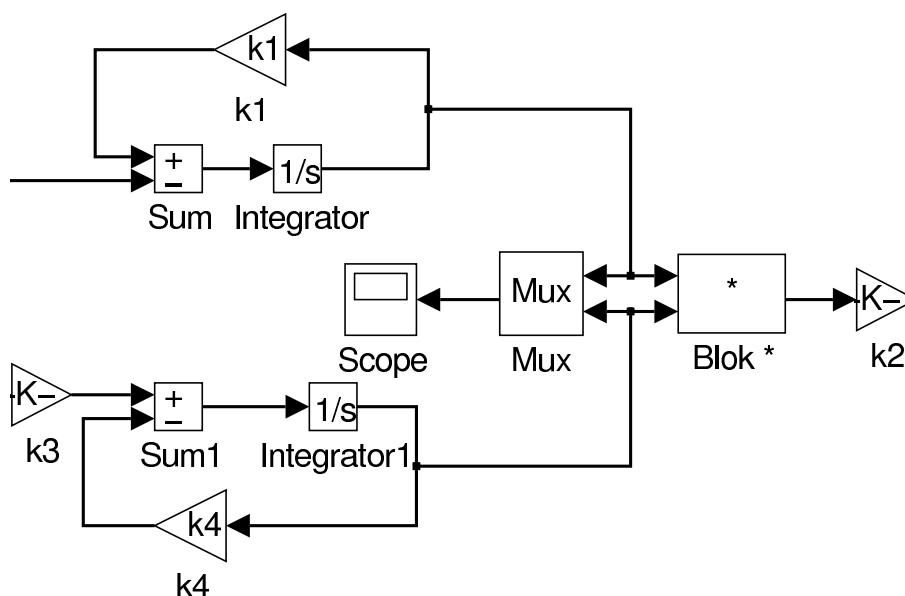 k1
k1
+
−
1/s
Sum
Integrator
Mux
*
-K-
Scope
Mux
Blok *
k2
-K-
+
−
1/s
k3
Sum1
Integrator1
k4
k4